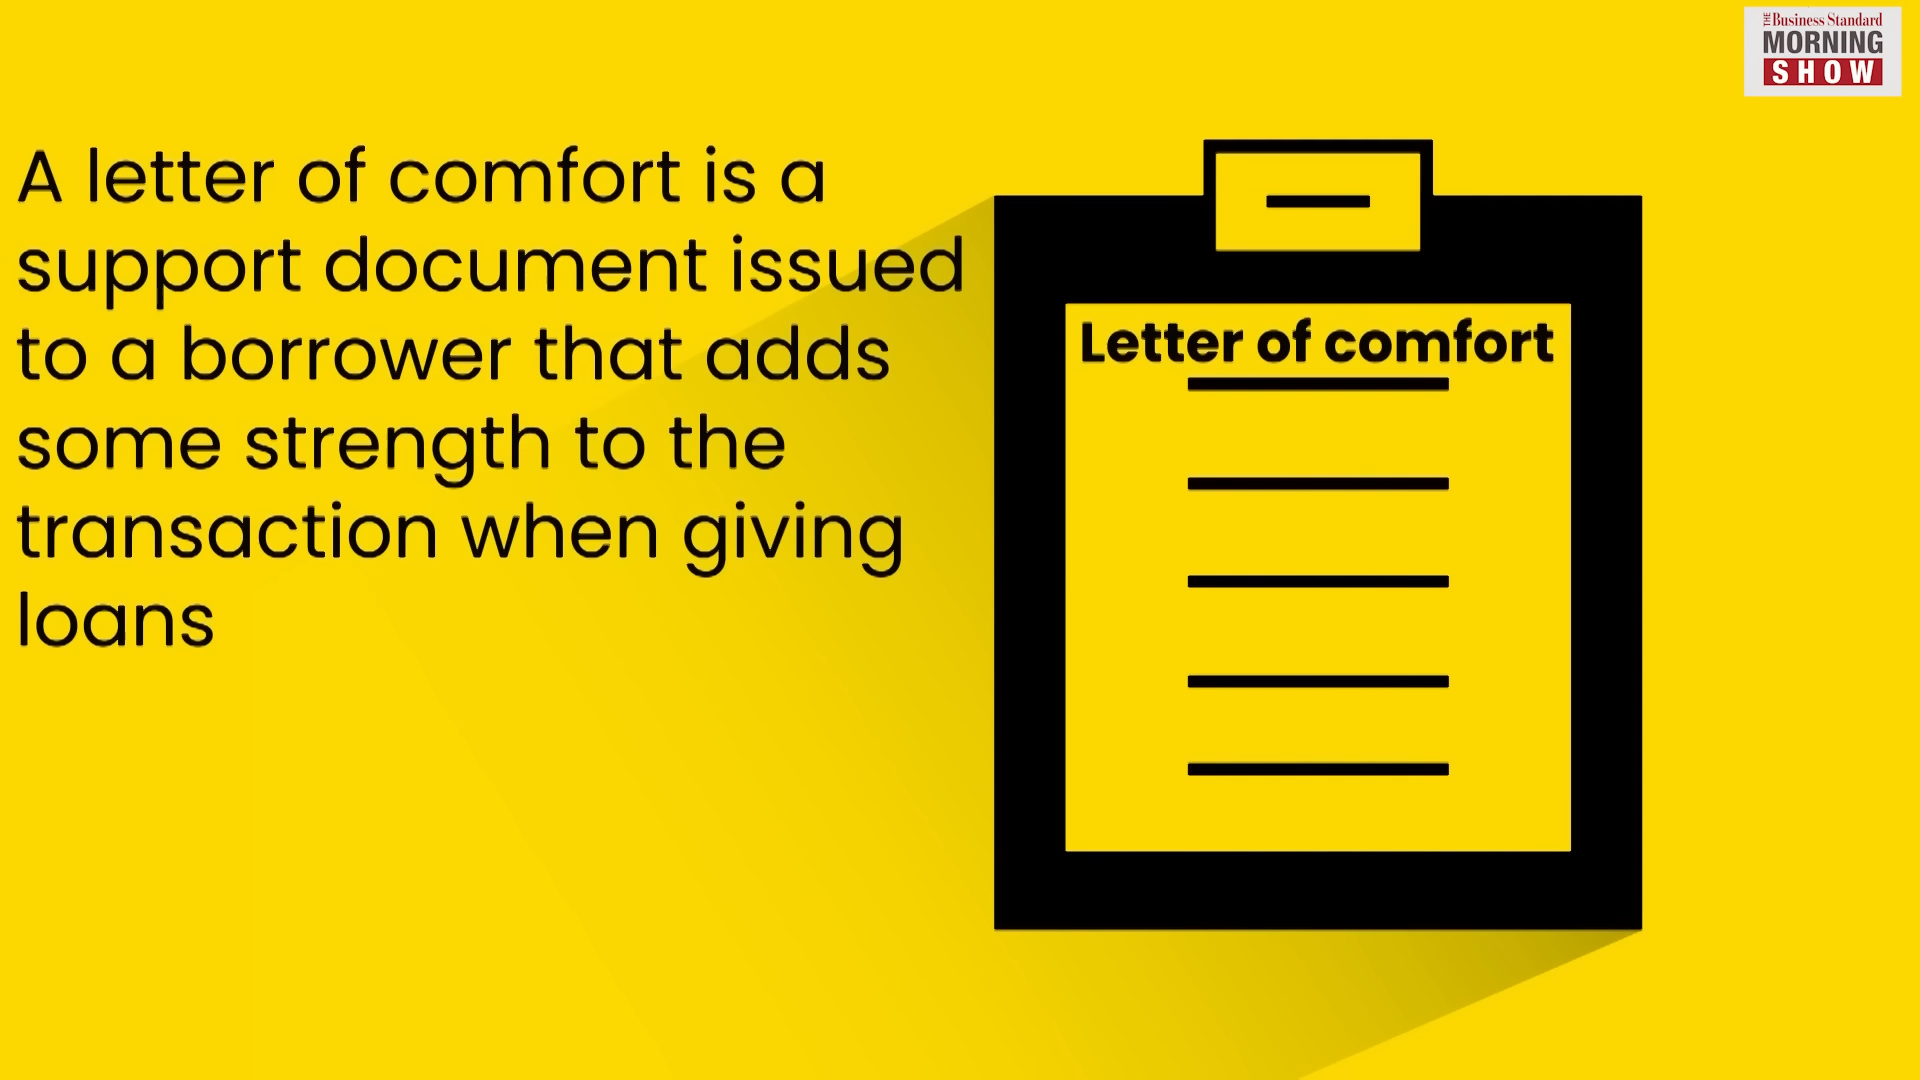 THE Business Standard
MORNING
SHOW
A letter of comfort is a
support document issued
to a borrower that adds
some strength to the
transaction when giving
loans
Letter of comfort